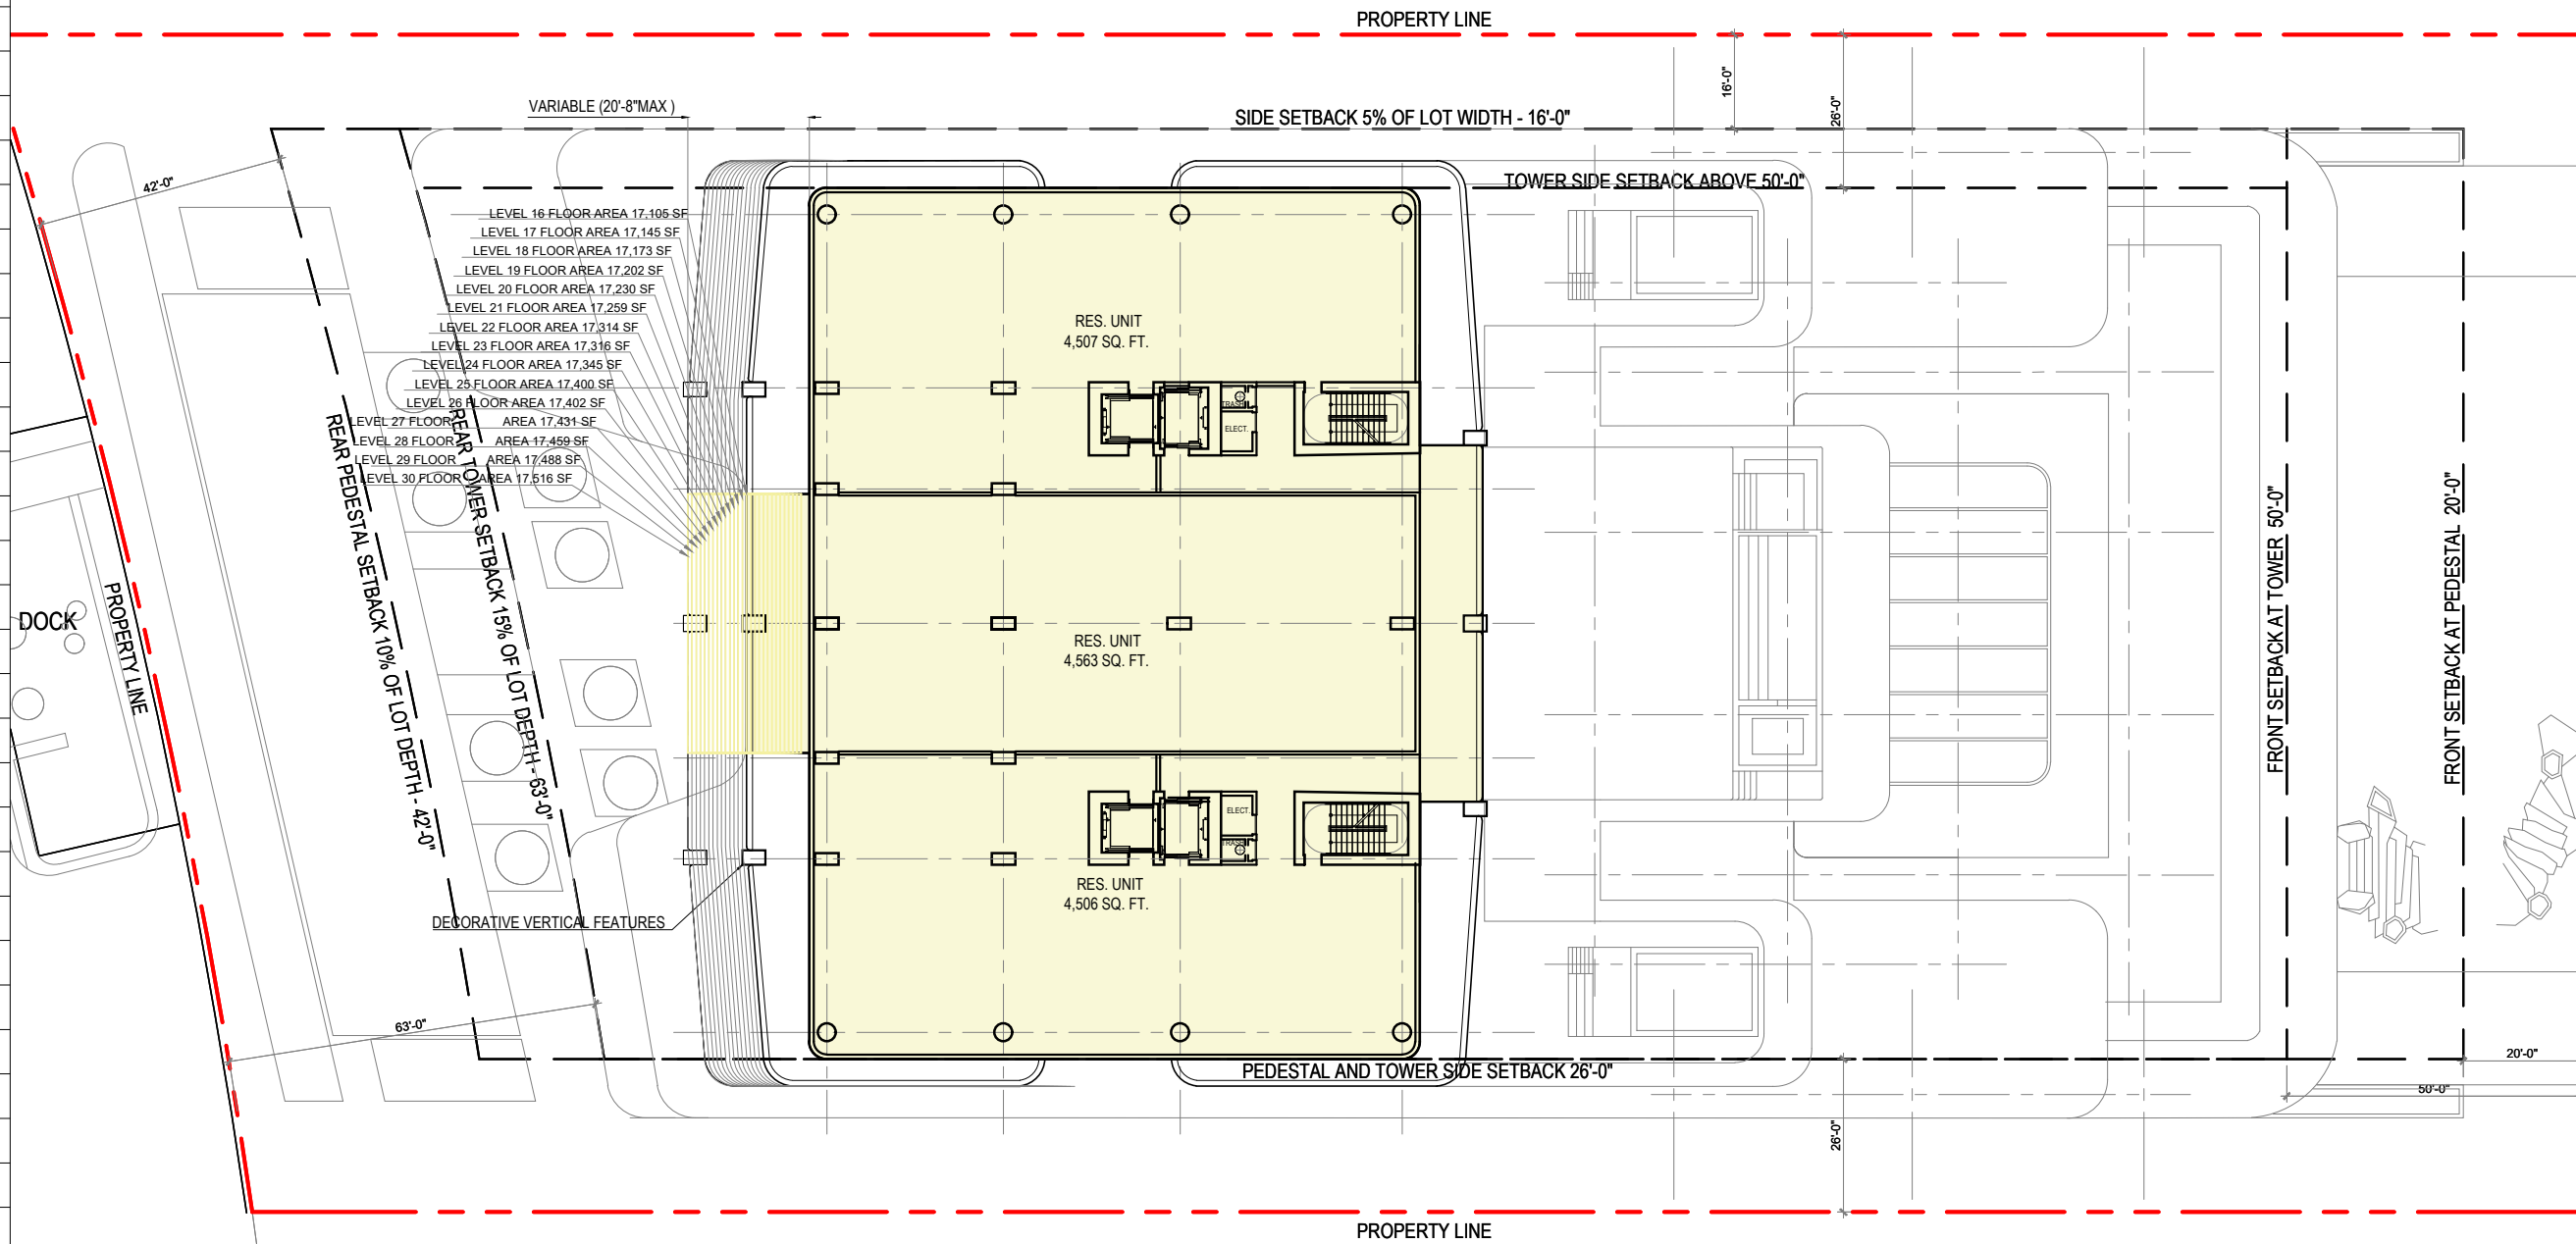 PROPERTY LINE
16'-0"
26'-0"
VARIABLE (20'-8"MAX )
SIDE SETBACK 5% OF LOT WIDTH - 16'-0"
42'-0"
TOWER SIDE SETBACK ABOVE 50'-0"
LEVEL 16 FLOOR AREA 17,105 SF
LEVEL 17 FLOOR AREA 17,145 SF
LEVEL 18 FLOOR AREA 17,173 SF
LEVEL 19 FLOOR AREA 17,202 SF
LEVEL 20 FLOOR AREA 17,230 SF
LEVEL 21 FLOOR AREA 17,259 SF
LEVEL 22 FLOOR AREA 17,314 SF
LEVEL 23 FLOOR AREA 17,316 SF
LEVEL 24 FLOOR AREA 17,345 SF
LEVEL 25 FLOOR AREA 17,400 SF
LEVEL 26 FLOOR AREA 17,402 SF
LEVEL 27 FLOOR AREA 17,431 SF
LEVEL 28 FLOOR AREA 17,459 SF
LEVEL 29 FLOOR AREA 17,488 SF
LEVEL 30 FLOOR AREA 17,516 SF
RES. UNIT
4,507 SQ. FT.
TRASH
ELECT.
REAR PEDESTAL SETBACK 10% OF LOT DEPTH - 42'-0"
REAR TOWER SETBACK 15% OF LOT DEPTH - 63'-0"
DOCK
PROPERTY LINE
RES. UNIT
4,563 SQ. FT.
FRONT SETBACK AT TOWER 50'-0"
FRONT SETBACK AT PEDESTAL 20'-0"
ELECT.
TRASH
RES. UNIT
4,506 SQ. FT.
DECORATIVE VERTICAL FEATURES
63'-0"
PEDESTAL AND TOWER SIDE SETBACK 26'-0"
20'-0"
50'-0"
26'-0"
PROPERTY LINE